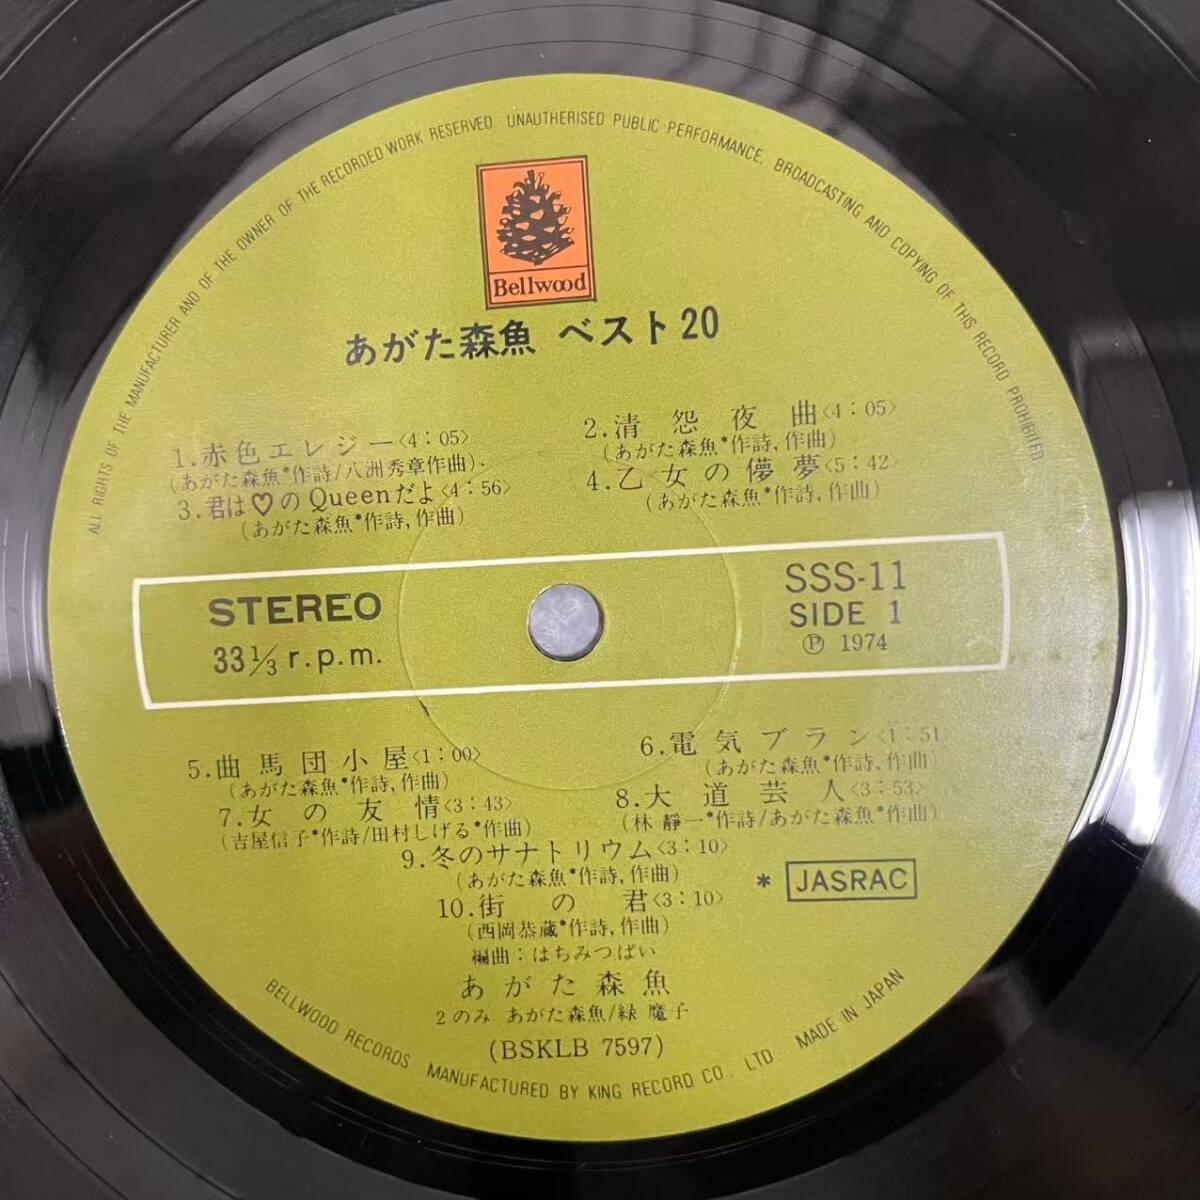 ALL RIGHTS OF THE MANUFACTURER AND OF THE OWNER OF THE RECORDED WORK RESERVED UNAUTHERISED PUBLIC PERFORMANCE, BROADCASTING AND COPYING OF THIS RECORD PROHIBITED
Bellwood
あがた森魚 ベスト20
1.赤色エレジー<4:05>
(あがた森魚*作詩/八洲秀章作曲).
2.清怨夜曲<4:05>
(あがた森魚*作詩,作曲)
3.君は♡のQueenだよ<4:56>
(あがた森魚*作詩,作曲)
4.乙女の儚夢<5:42>
(あがた森魚*作詩,作曲)
STEREO
33 1/3 r.p.m.
SSS-11
SIDE 1
Ⓟ 1974
5.曲馬団小屋<1:00>
(あがた森魚*作詩,作曲)
6.電気ブラン<1:51
(あがた森魚*作詩,作曲)
7.女の友情<3:43>
(吉屋信子*作詩/田村しげる*作曲)
8.大道芸人<3:53>
(林 靜一*作詩/あがた森魚*作曲)
9.冬のサナトリウム<3:10>
(あがた森魚*作詩,作曲)
10.街の君<3:10>
(西岡恭蔵*作詩,作曲)
* JASRAC
編曲:はちみつぱい
あがた森魚
2のみ あがた森魚/緑 魔子
(BSKLB 7597)
BELLWOOD RECORDS MANUFACTURED BY KING RECORD CO., LTD MADE IN JAPAN